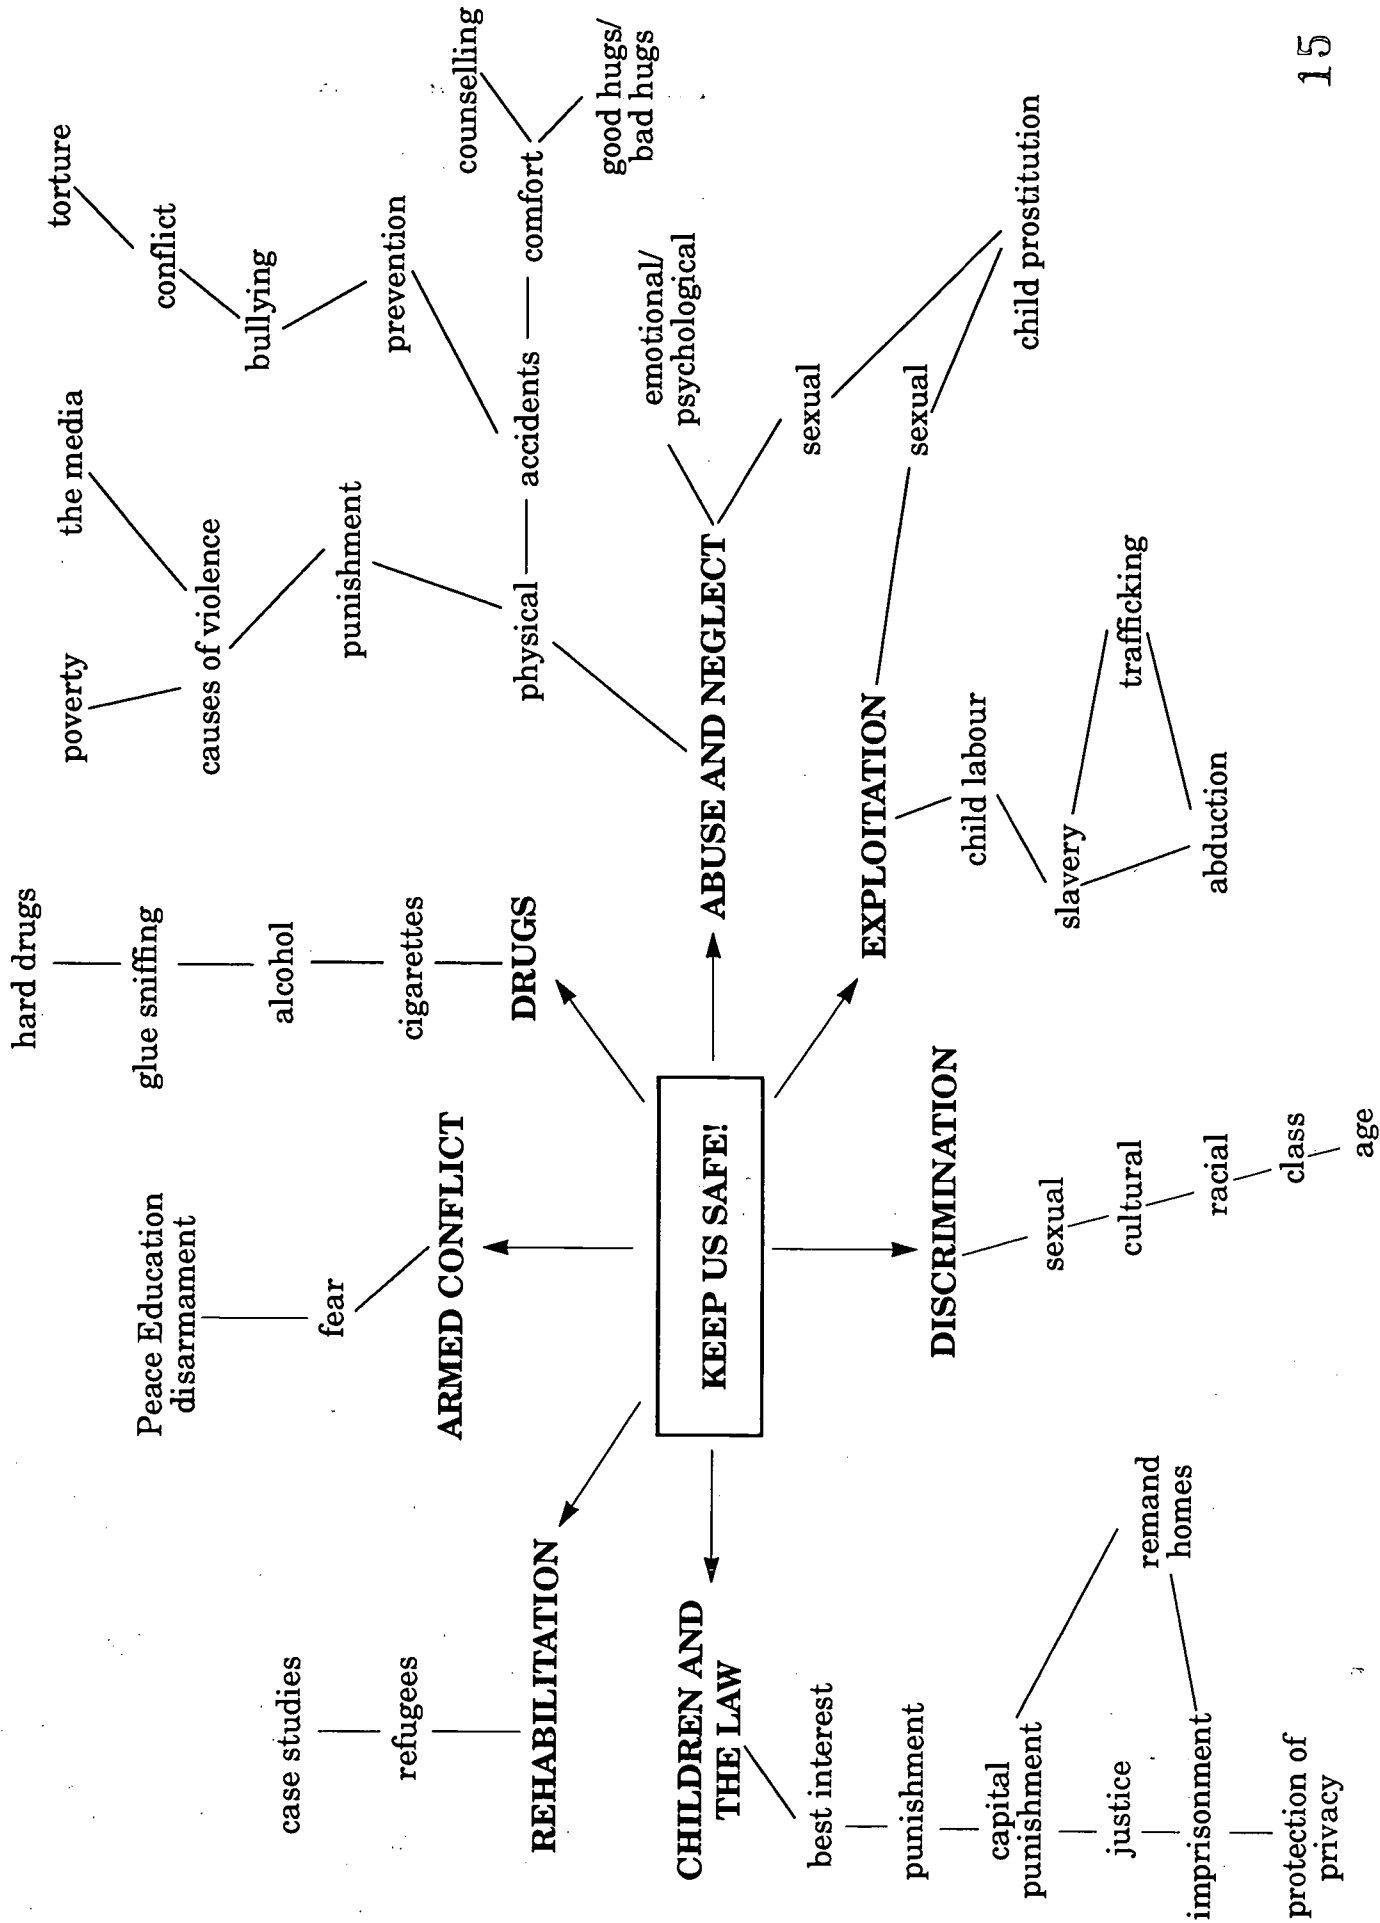 hard drugs
glue sniffing
alcohol
cigarettes
DRUGS
poverty
the media
causes of violence
punishment
physical
torture
conflict
bullying
prevention
accidents
comfort
counselling
good hugs/
bad hugs
Peace Education
disarmament
fear
ARMED CONFLICT
case studies
refugees
REHABILITATION
KEEP US SAFE!
ABUSE AND NEGLECT
emotional/
psychological
sexual
sexual
child prostitution
EXPLOITATION
child labour
slavery
trafficking
abduction
CHILDREN AND
THE LAW
best interest
punishment
capital
punishment
justice
imprisonment
protection of
privacy
remand
homes
DISCRIMINATION
sexual
cultural
racial
class
age
15